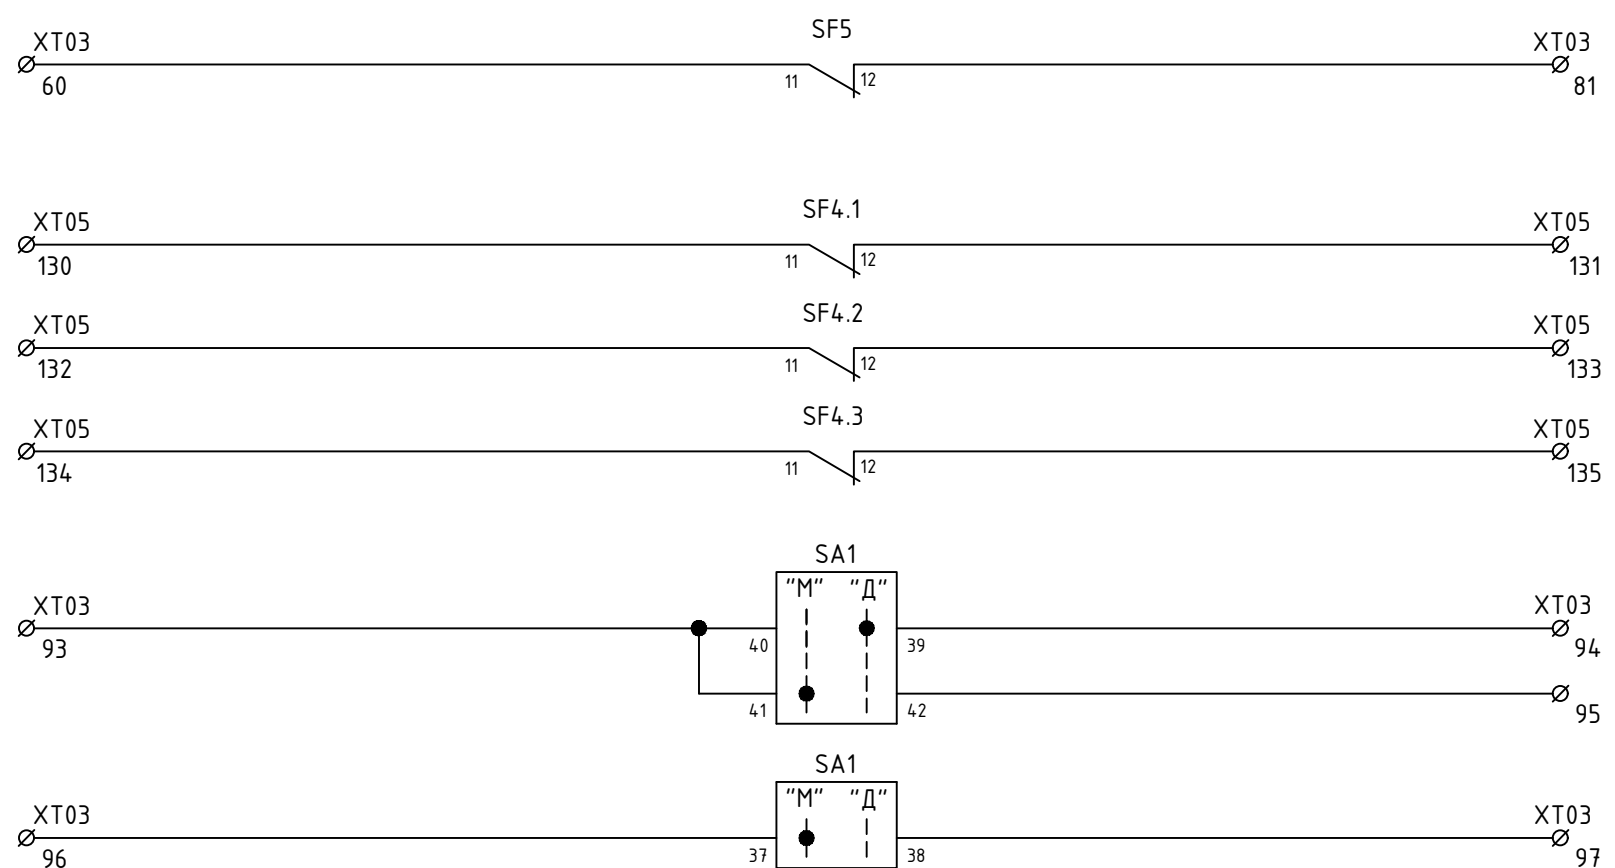 SF5
XT03 XT03
60 11 12 81
SF4.1
XT05 XT05
130 11 12 131
SF4.2
XT05 XT05
132 11 12 133
SF4.3
XT05 XT05
134 11 12 135
SA1
"М" "Д"
XT03 XT03
93 40 39 94
41 42 95
SA1
"М" "Д"
XT03 XT03
96 37 38 97